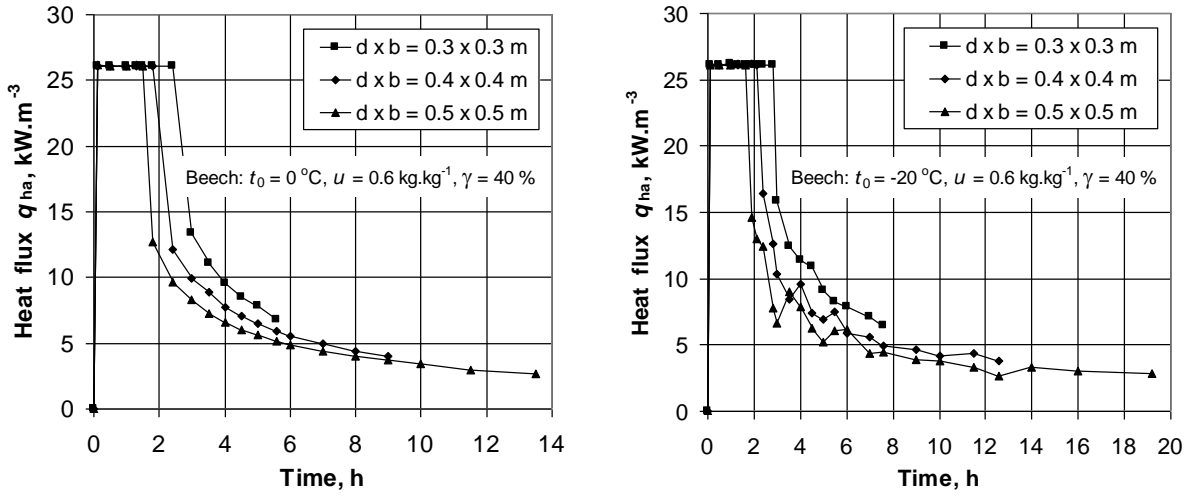 Heat flux q ha, kW.m-3
30
25
20
15
10
5
0
d x b = 0.3 x 0.3 m
d x b = 0.4 x 0.4 m
d x b = 0.5 x 0.5 m
Beech: t0 = 0 °C, u = 0.6 kg.kg-1, γ = 40 %
0 2 4 6 8 10 12 14
Time, h
Heat flux q ha, kW.m-3
30
25
20
15
10
5
0
d x b = 0.3 x 0.3 m
d x b = 0.4 x 0.4 m
d x b = 0.5 x 0.5 m
Beech: t0 = -20 °C, u = 0.6 kg.kg-1, γ = 40 %
0 2 4 6 8 10 12 14 16 18 20
Time, h